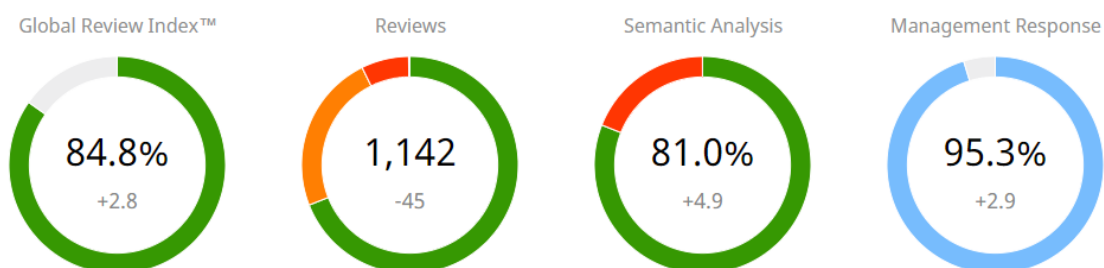 Global Review Index™
Reviews
Semantic Analysis
Management Response
84.8%
1,142
81.0%
95.3%
+2.8
-45
+4.9
+2.9